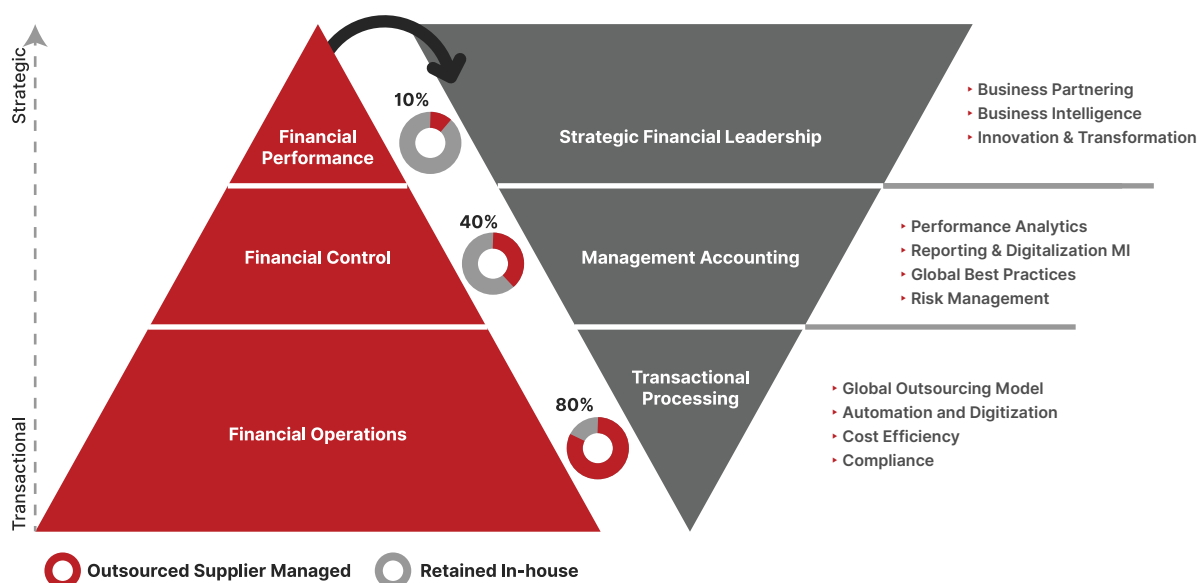 Strategic
Transactional
10%
Financial
Performance
40%
Financial Control
80%
Financial Operations
Strategic Financial Leadership
Management Accounting
Transactional
Processing
‣ Business Partnering
‣ Business Intelligence
‣ Innovation & Transformation
‣ Performance Analytics
‣ Reporting & Digitalization MI
‣ Global Best Practices
‣ Risk Management
‣ Global Outsourcing Model
‣ Automation and Digitization
‣ Cost Efficiency
‣ Compliance
Outsourced Supplier Managed
Retained In-house